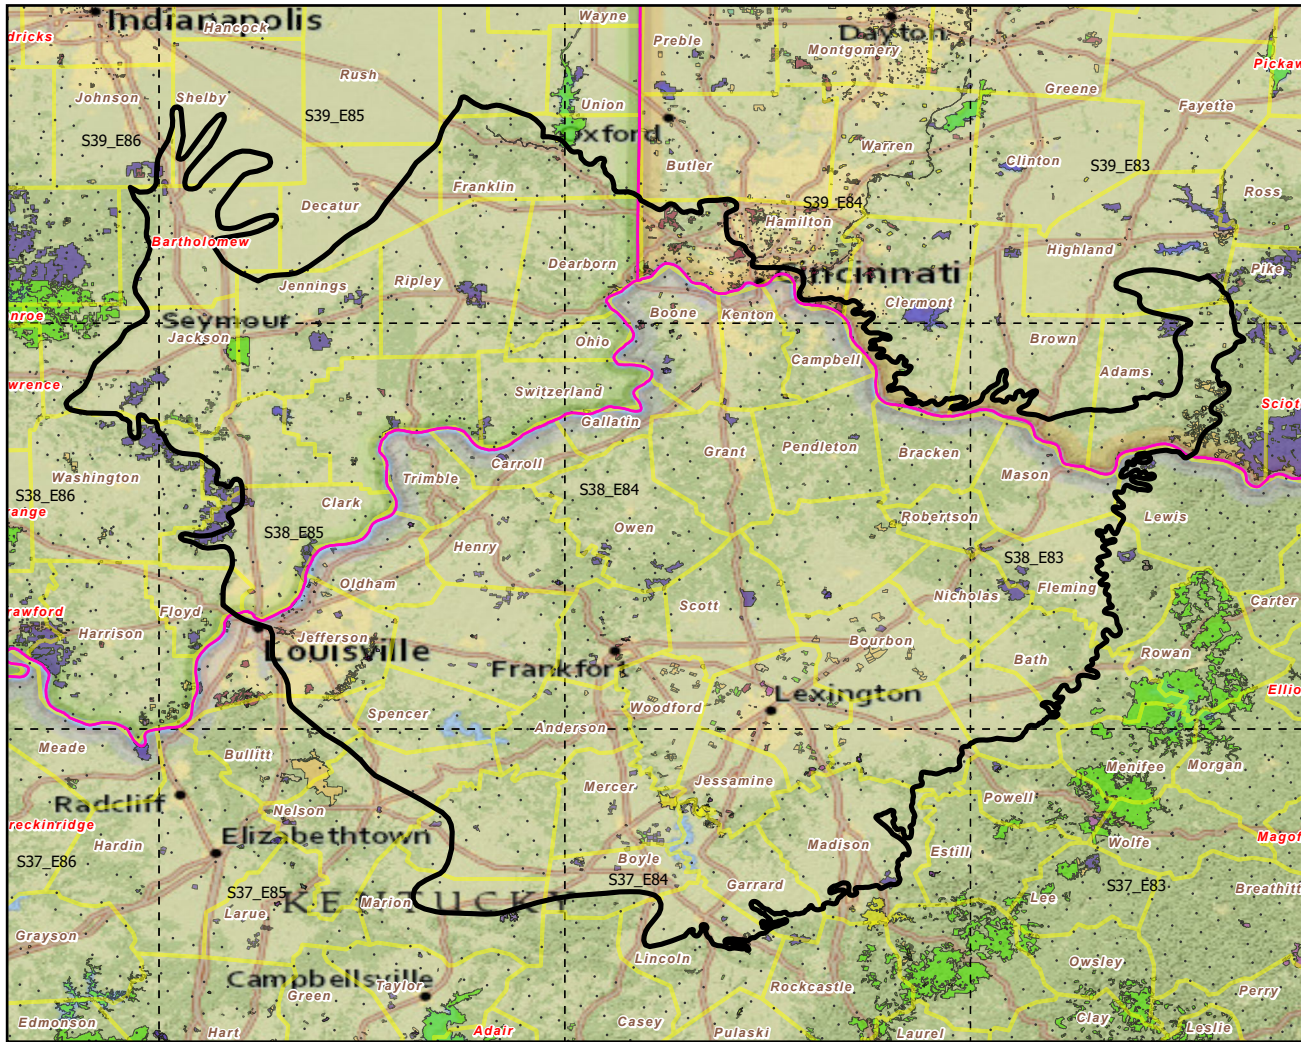 Indianapolis
Hancock
Wayne
Preble
Dayton
Montgomery
dricks
Pickaw
Rush
Johnson
Shelby
S39_E85
Union
Greene
Fayette
S39_E86
xford
Butler
Warren
Clinton
S39_E83
Franklin
Ross
Decatur
S39_E84
Hamilton
Bartholomew
Highland
Dearborn
Pike
Jennings
Ripley
ncinnati
Clermont
nroe
Seymour
Boone
Kenton
Jackson
Ohio
Brown
Campbell
Adams
wrence
Switzerland
Gallatin
Sciot
Grant
Pendleton
Bracken
Carroll
Mason
Washington
Trimble
S38_E86
S38_E84
Clark
range
Lewis
Robertson
Owen
S38_E85
Henry
S38_E83
Oldham
Fleming
Nicholas
Carter
rawford
Floyd
Scott
Harrison
Jefferson
Bourbon
Louisville
Rowan
Bath
Frankfort
Lexington
Ellio
Woodford
Spencer
Anderson
Meade
Bullitt
Menifee
Morgan
Jessamine
Mercer
Powell
Radcliff
Nelson
reckinridge
Elizabethtown
Magof
Hardin
Madison
Wolfe
Estill
S37_E86
Boyle
S37_E84
Garrard
S37_E83
Breathitt
S37_E85
KENTUCKY
Marion
Larue
Lee
Grayson
Lincoln
Owsley
Campbellsville
Taylor
Rockcastle
Green
Perry
Edmonson
Hart
Adair
Casey
Pulaski
Laurel
Clay
Leslie